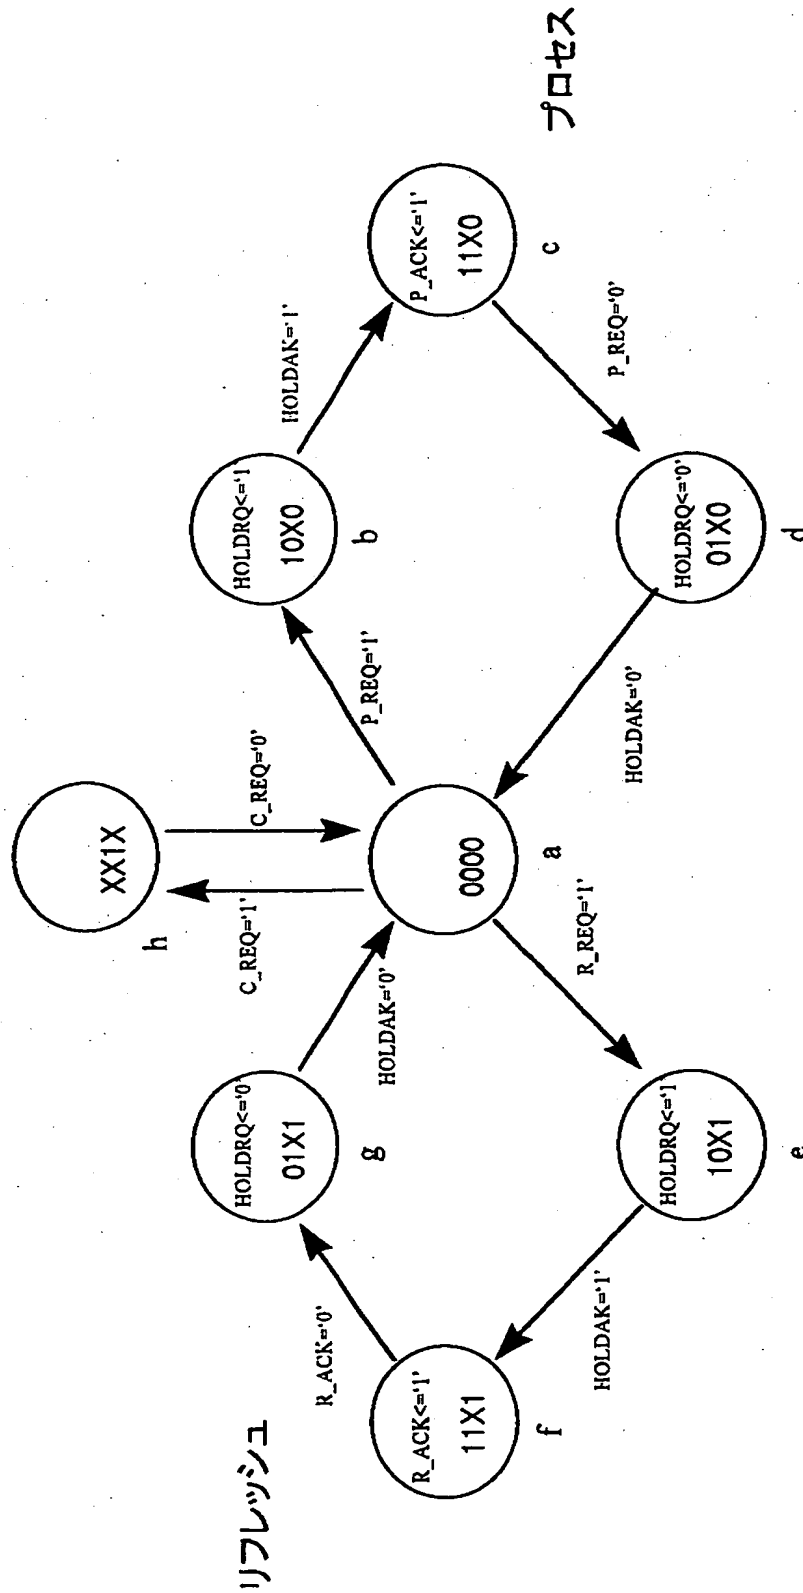 リフレッシュ
プロセス
XX1X
h
C_REQ='1'
C_REQ='0'
HOLDRQ<='0'
01X1
g
HOLDRQ<='1
10X0
b
R_ACK='0'
HOLDAK='0'
P_REQ='1'
HOLDAK='1'
R_ACK<='1'
11X1
f
0000
a
P_ACK<='1'
11X0
c
HOLDAK='1'
R_REQ='1'
HOLDAK='0'
P_REQ='0'
HOLDRQ<='1
10X1
e
HOLDRQ<='0'
01X0
d